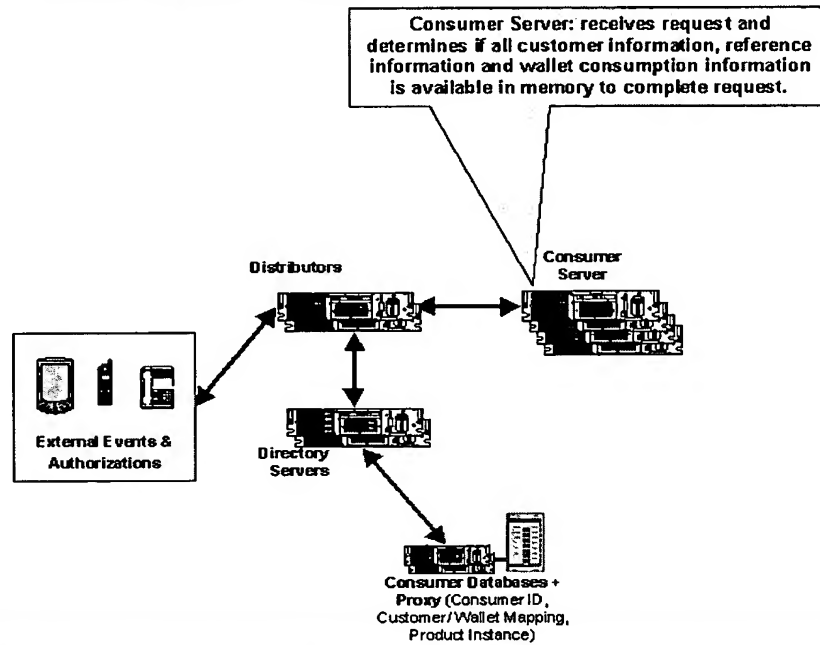 Consumer Server: receives request and
determines if all customer information, reference
information and wallet consumption information
is available in memory to complete request.
Distributors
Consumer
Server
External Events &
Authorizations
Directory
Servers
Consumer Databases +
Proxy (Consumer ID,
Customer/Wallet Mapping,
Product Instance)